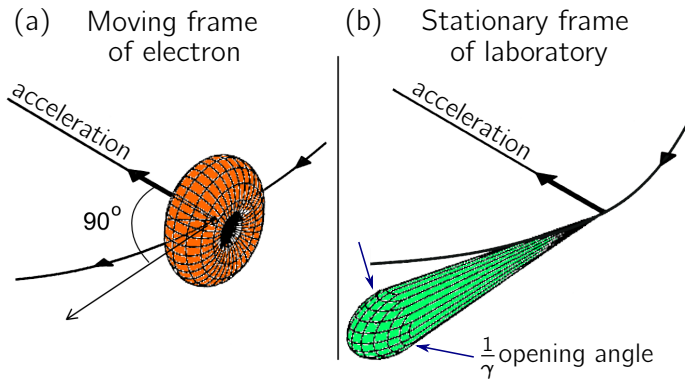 (a) Moving frame
of electron
acceleration
90°
(b) Stationary frame
of laboratory
acceleration
1/γ opening angle